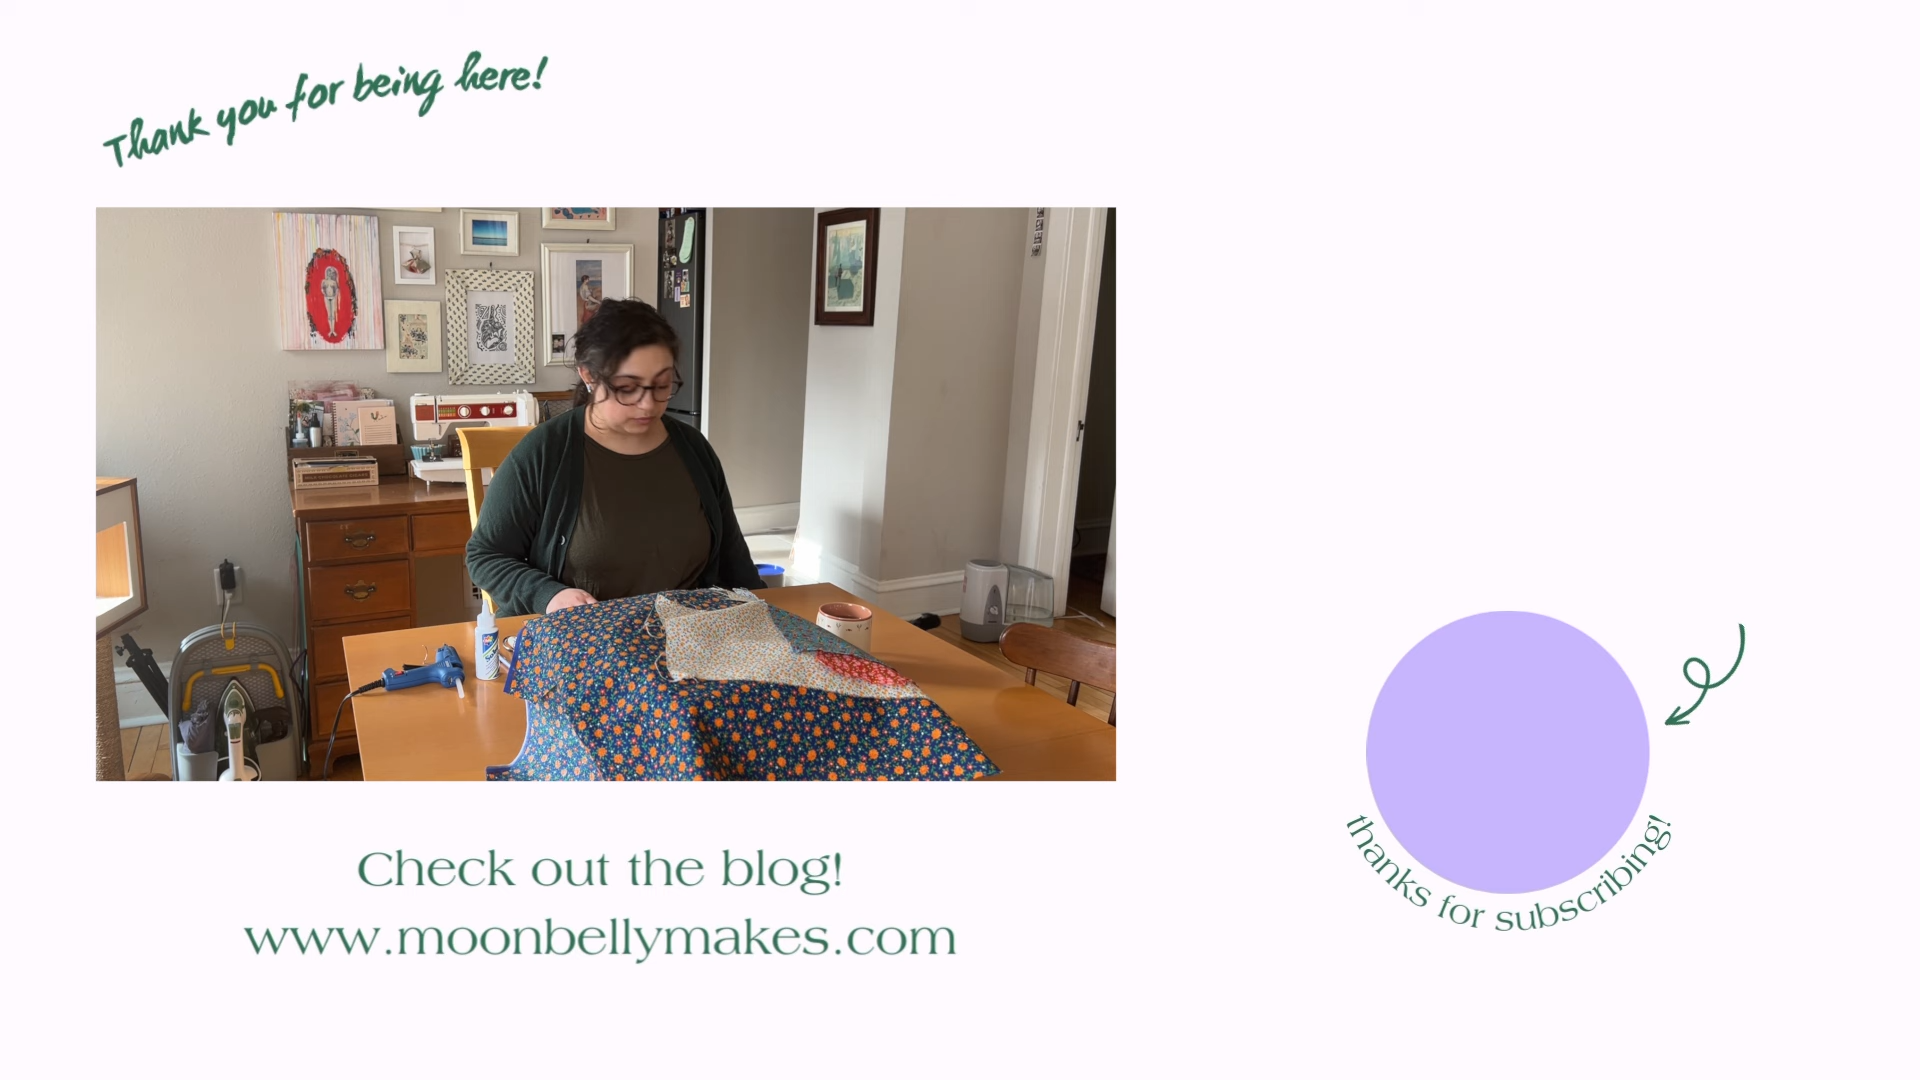 Thank you for being here!
Check out the blog!
www.moonbellymakes.com
thanks for subscribing!